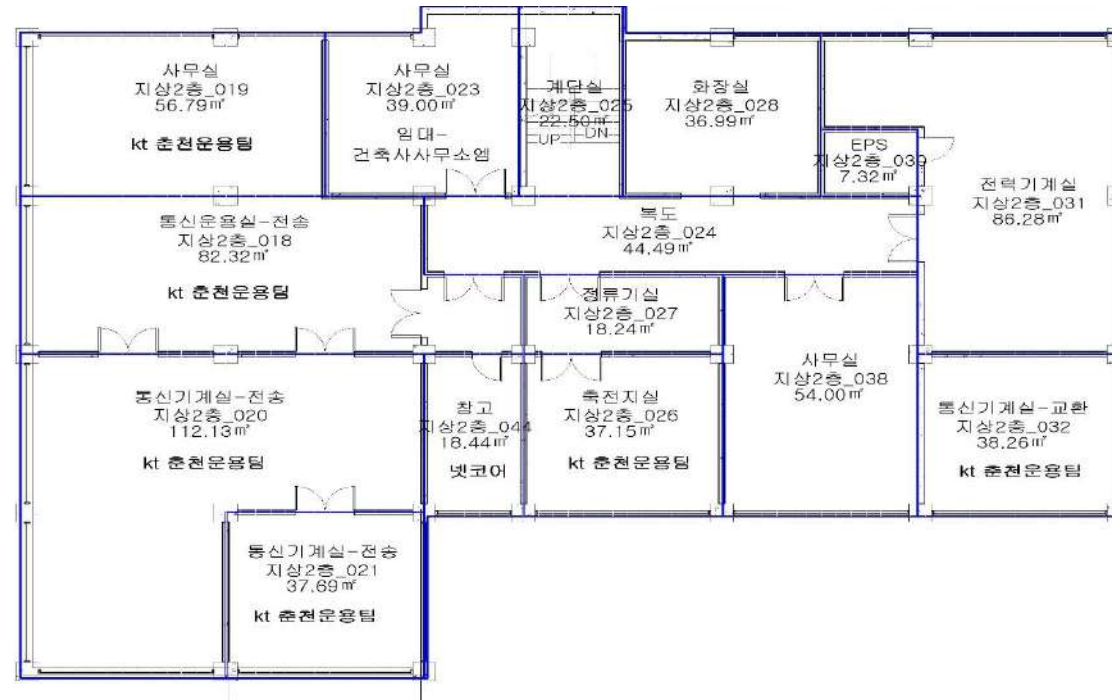 사무실
지상2층_019
56.79㎡
kt 춘천운용팀
사무실
지상2층_023
39.00㎡
임대-
건축사사무소엠
계단실
지상2층_025
22.50㎡
UP
DN
화장실
지상2층_028
36.99㎡
EPS
지상2층_030
7.32㎡
전력기계실
지상2층_031
86.28㎡
통신운용실-전송
지상2층_018
82.32㎡
kt 춘천운용팀
복도
지상2층_024
44.49㎡
정류기실
지상2층_027
18.24㎡
사무실
지상2층_038
54.00㎡
통신기계실-전송
지상2층_020
112.13㎡
kt 춘천운용팀
창고
지상2층_044
18.44㎡
넷코어
축전지실
지상2층_026
37.15㎡
kt 춘천운용팀
통신기계실-교환
지상2층_032
38.26㎡
kt 춘천운용팀
통신기계실-전송
지상2층_021
37.69㎡
kt 춘천운용팀